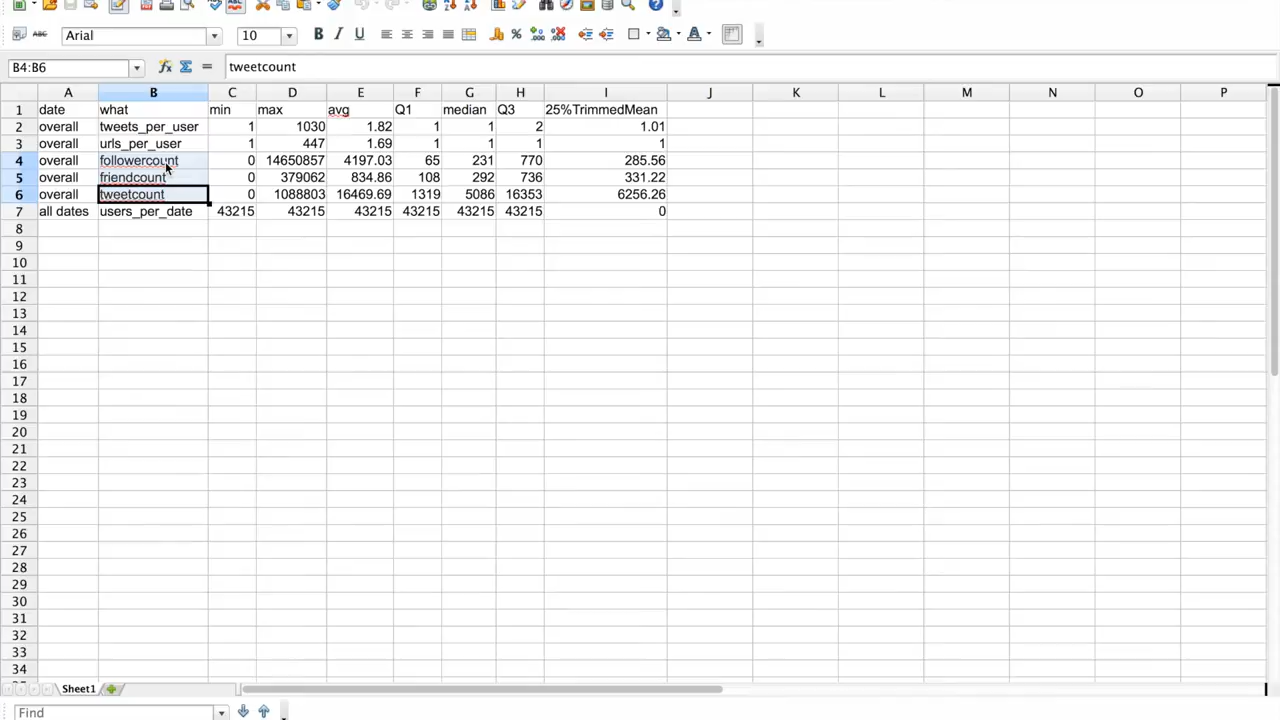 Arial 10
B4:B6 tweetcount
A B C D E F G H I J K L M N O P
1 date what min max avg Q1 median Q3 25%TrimmedMean
2 overall tweets_per_user 1 1030 1.82 1 1 2 1.01
3 overall urls_per_user 1 447 1.69 1 1 1 1
4 overall followercount 0 14650857 4197.03 65 231 770 285.56
5 overall friendcount 0 379062 834.86 108 292 736 331.22
6 overall tweetcount 0 1088803 16469.69 1319 5086 16353 6256.26
7 all dates users_per_date 43215 43215 43215 43215 43215 43215 0
8
9
10
11
12
13
14
15
16
17
18
19
20
21
22
23
24
25
26
27
28
29
30
31
32
33
34
Sheet1
Find